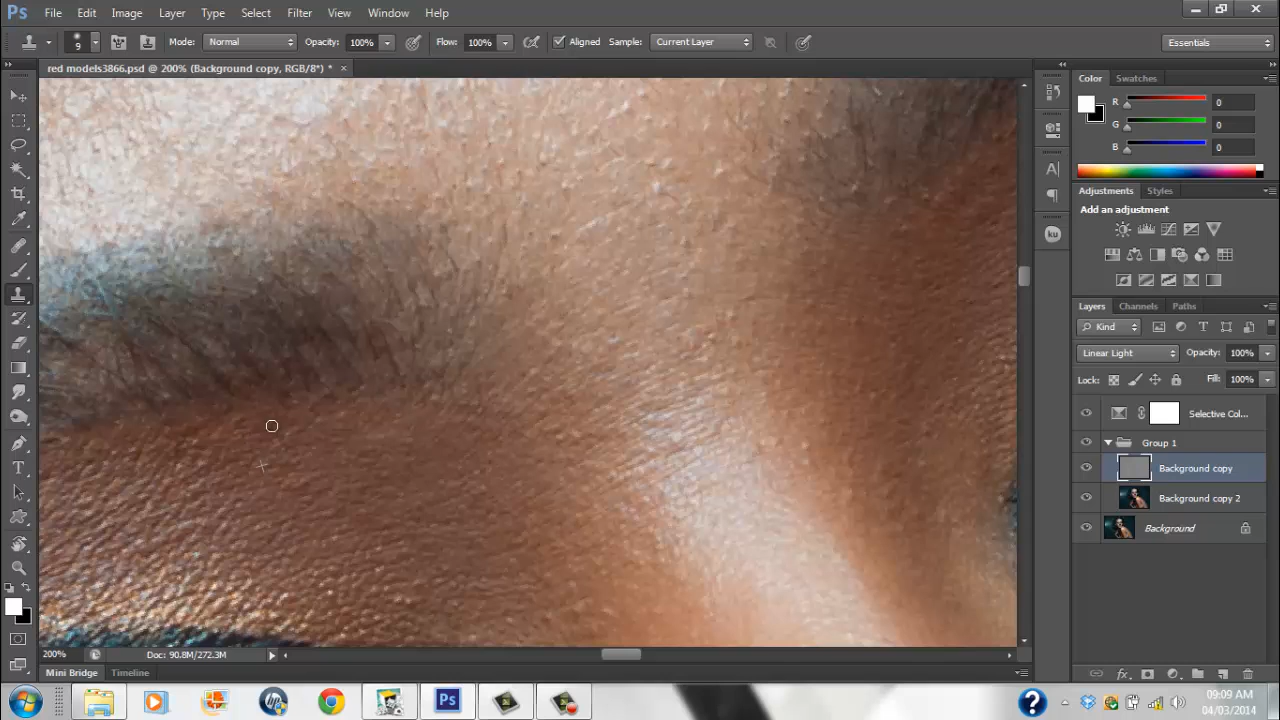 Ps File Edit Image Layer Type Select Filter View Window Help
9 Mode: Normal Opacity: 100% Flow: 100% Aligned Sample: Current Layer Essentials
red models3866.psd @ 200% (Background copy, RGB/8*) * ×
Color Swatches
R 0
G 0
B 0
Adjustments Styles
Add an adjustment
ku
Layers Channels Paths
Kind
Linear Light Opacity: 100%
Lock: Fill: 100%
Selective Col...
Group 1
Background copy
Background copy 2
Background
200% Doc: 90.8M/272.3M
Mini Bridge Timeline
09:09 AM
04/03/2014